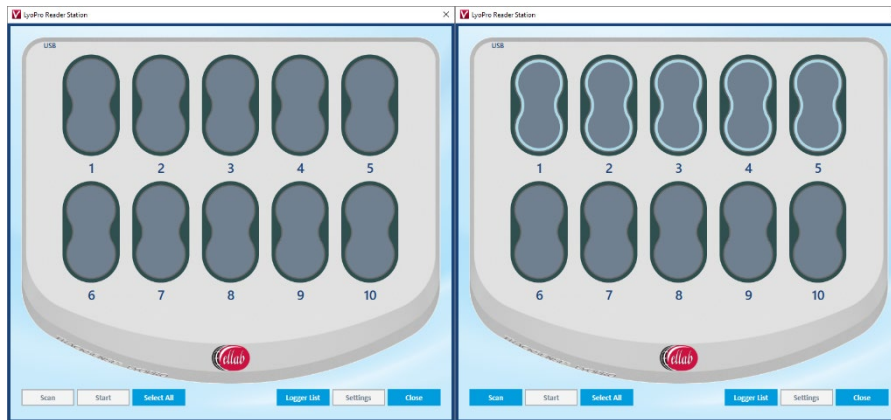 LyoPro Reader Station
USB
1 2 3 4 5
6 7 8 9 10
ellab
Scan Start Select All Logger List Settings Close
LyoPro Reader Station
USB
1 2 3 4 5
6 7 8 9 10
ellab
Scan Start Select All Logger List Settings Close